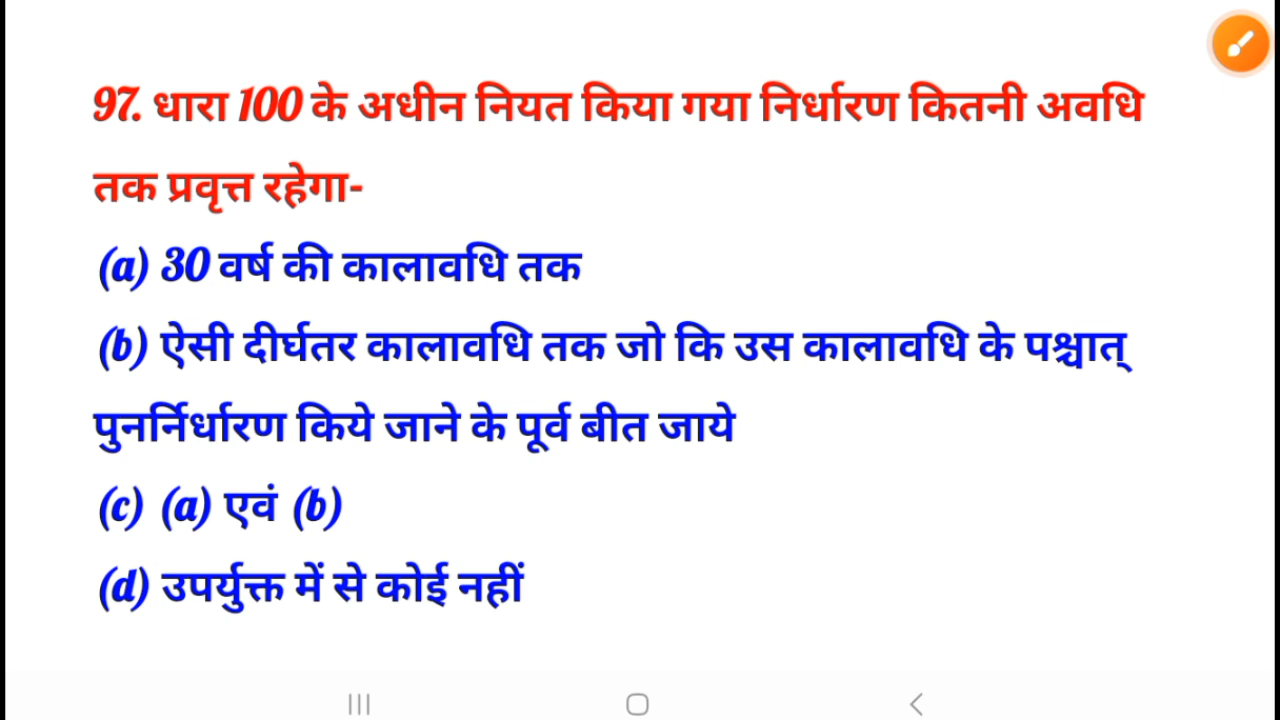 97. धारा 100 के अधीन नियत किया गया निर्धारण कितनी अवधि
तक प्रवृत्त रहेगा-
(a) 30 वर्ष की कालावधि तक
(b) ऐसी दीर्घतर कालावधि तक जो कि उस कालावधि के पश्चात्
पुनर्निर्धारण किये जाने के पूर्व बीत जाये
(c) (a) एवं (b)
(d) उपर्युक्त में से कोई नहीं